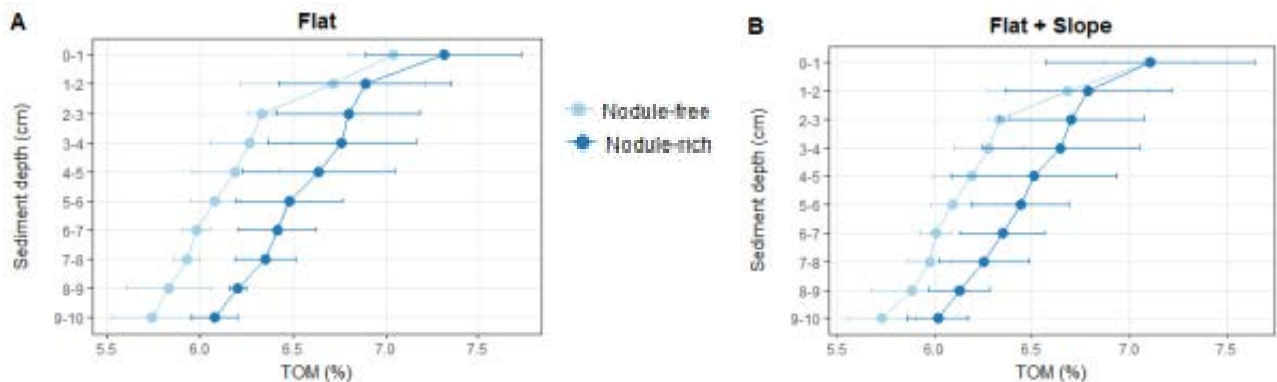 A
Flat
Sediment depth (cm)
0-1
1-2
2-3
3-4
4-5
5-6
6-7
7-8
8-9
9-10
5.5 6.0 6.5 7.0 7.5
TOM (%)
Nodule-free
Nodule-rich
B
Flat + Slope
Sediment depth (cm)
0-1
1-2
2-3
3-4
4-5
5-6
6-7
7-8
8-9
9-10
5.5 6.0 6.5 7.0 7.5
TOM (%)